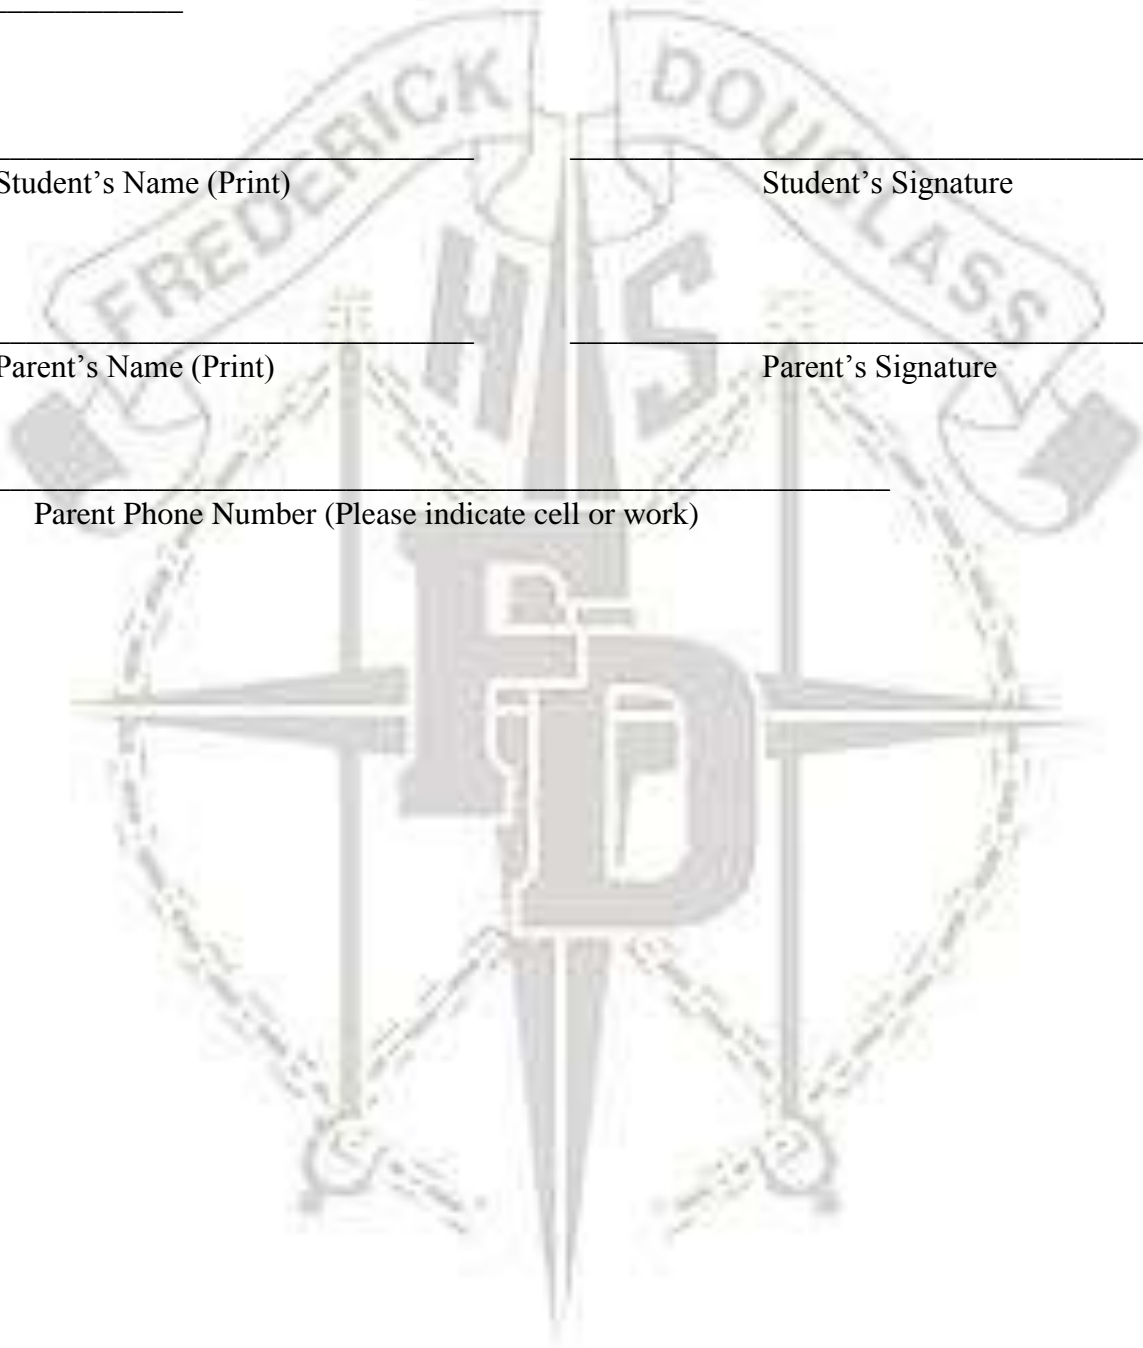 FREDERICK DOUGLASS
Student’s Name (Print) Student’s Signature
H S
Parent’s Name (Print) Parent’s Signature
Parent Phone Number (Please indicate cell or work)
FD